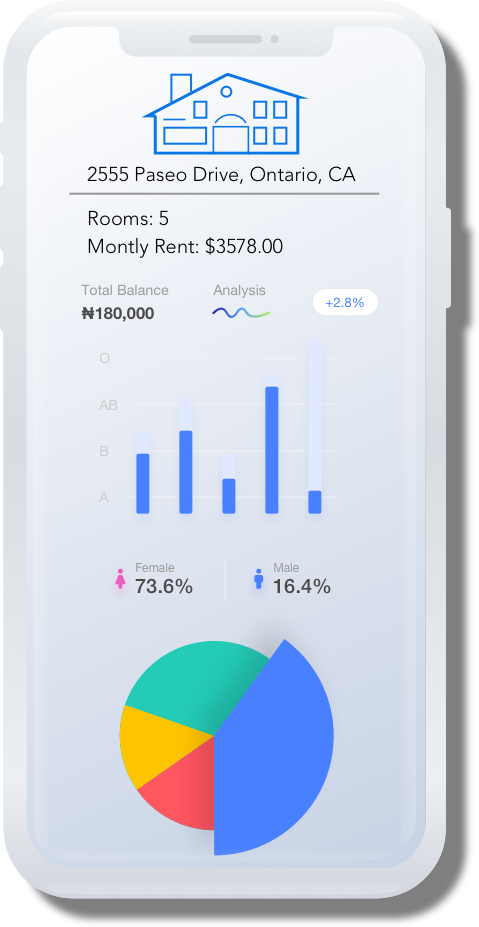 2555 Paseo Drive, Ontario, CA
Rooms: 5
Montly Rent: $3578.00
Total Balance Analysis
₦180,000 +2.8%
O
AB
B
A
Female Male
73.6% 16.4%